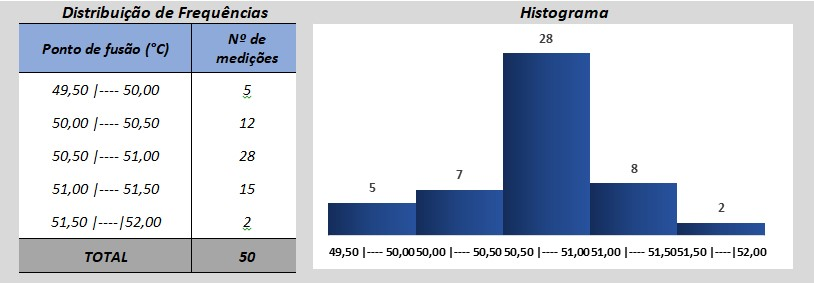 Distribuição de Frequências
Ponto de fusão (°C) Nº de medições
49,50 |---- 50,00 5
50,00 |---- 50,50 12
50,50 |---- 51,00 28
51,00 |---- 51,50 15
51,50 |----|52,00 2
TOTAL 50
Histograma
28
5 7 8 2
49,50 |---- 50,00 50,00 |---- 50,50 50,50 |---- 51,00 51,00 |---- 51,50 51,50 |----|52,00